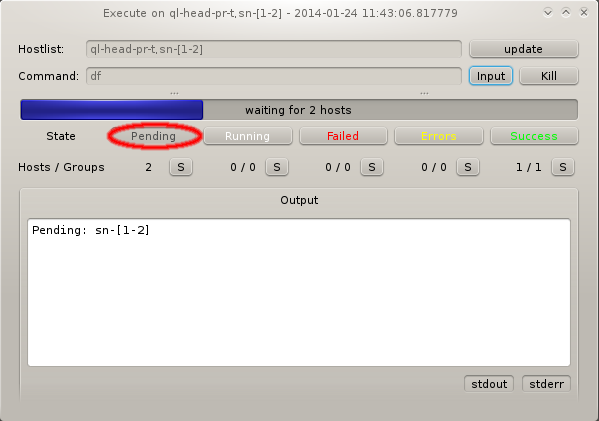 Execute on ql-head-pr-t,sn-[1-2] - 2014-01-24 11:43:06.817779
Hostlist: ql-head-pr-t,sn-[1-2] update
Command: df Input Kill
... ...
waiting for 2 hosts
State Pending Running Failed Errors Success
Hosts / Groups 2 S 0 / 0 S 0 / 0 S 0 / 0 S 1 / 1 S
Output
Pending: sn-[1-2]
stdout stderr